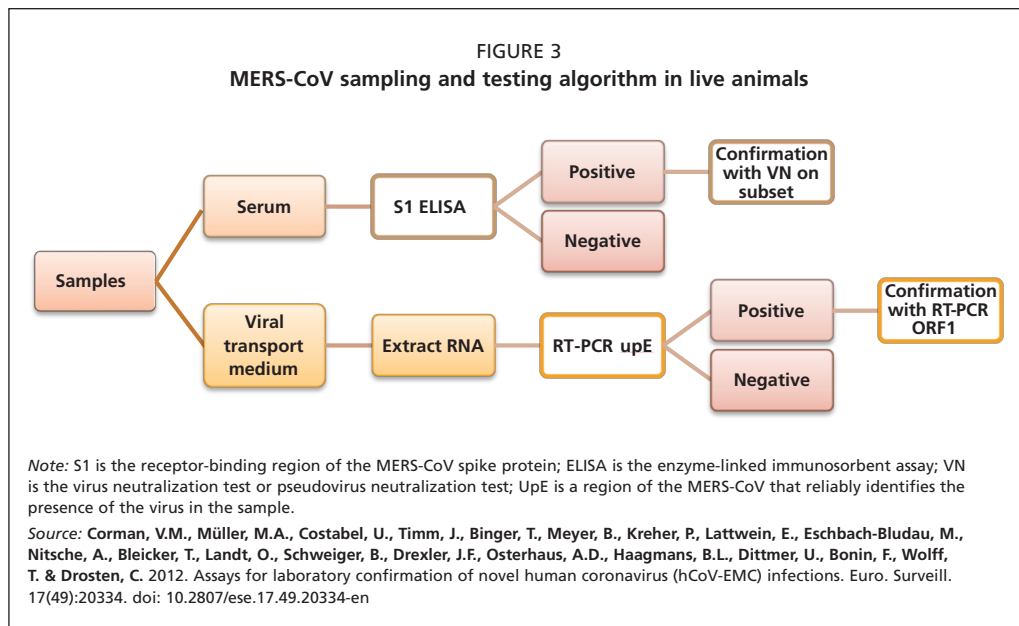 FIGURE 3
MERS-CoV sampling and testing algorithm in live animals
Samples
Serum
S1 ELISA
Positive
Confirmation
with VN on
subset
Negative
Viral
transport
medium
Extract RNA
RT-PCR upE
Positive
Confirmation
with RT-PCR
ORF1
Negative
Note: S1 is the receptor-binding region of the MERS-CoV spike protein; ELISA is the enzyme-linked immunosorbent assay; VN
is the virus neutralization test or pseudovirus neutralization test; UpE is a region of the MERS-CoV that reliably identifies the
presence of the virus in the sample.
Source: Corman, V.M., Müller, M.A., Costabel, U., Timm, J., Binger, T., Meyer, B., Kreher, P., Lattwein, E., Eschbach-Bludau, M.,
Nitsche, A., Bleicker, T., Landt, O., Schweiger, B., Drexler, J.F., Osterhaus, A.D., Haagmans, B.L., Dittmer, U., Bonin, F., Wolff,
T. & Drosten, C. 2012. Assays for laboratory confirmation of novel human coronavirus (hCoV-EMC) infections. Euro. Surveill.
17(49):20334. doi: 10.2807/ese.17.49.20334-en